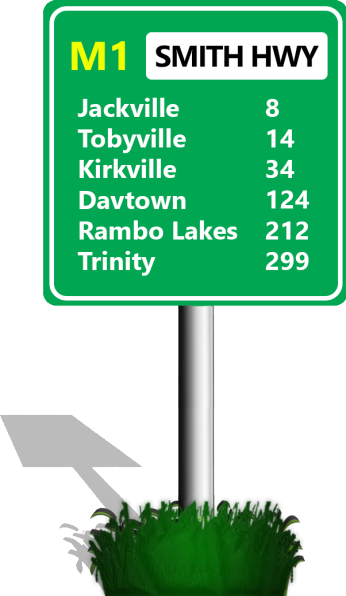 M1 SMITH HWY
Jackville 8
Tobyville 14
Kirkville 34
Davtown 124
Rambo Lakes 212
Trinity 299